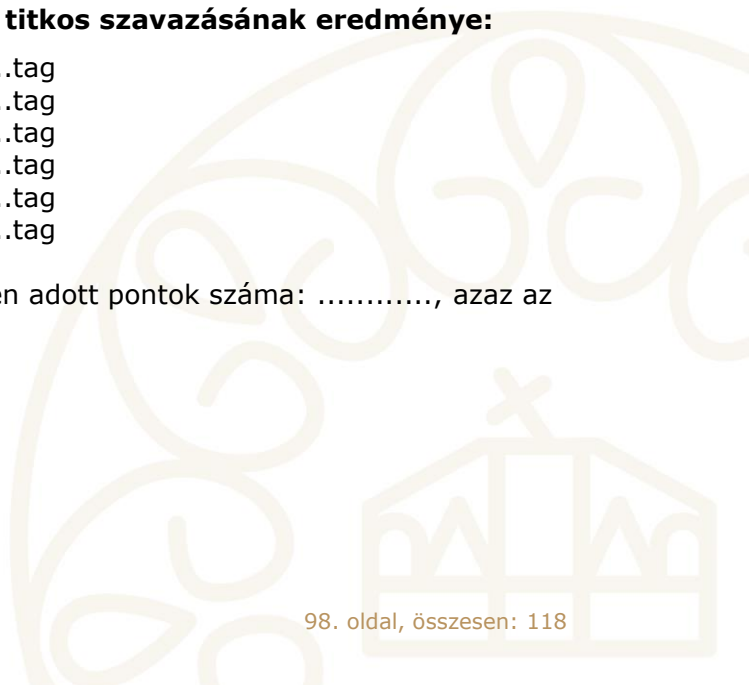 titkos szavazásának eredménye:
..tag
..tag
..tag
..tag
..tag
..tag
en adott pontok száma: ............, azaz az
98. oldal, összesen: 118